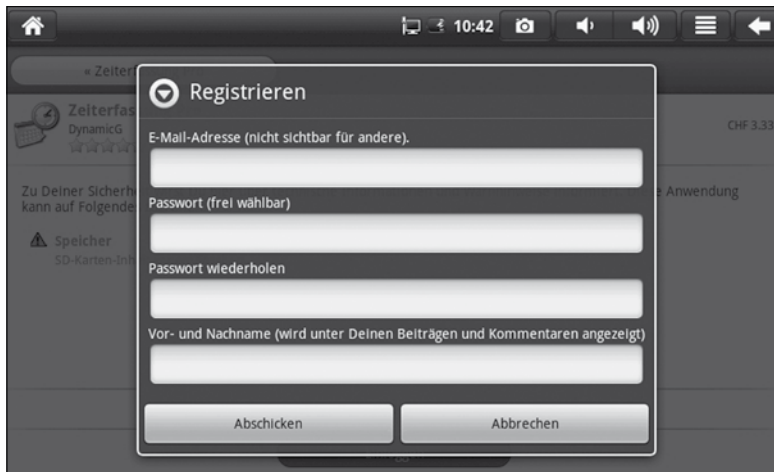 10:42
« Zeiterf
Registrieren
Zeiterfas
DynamicG
CHF 3.33
E-Mail-Adresse (nicht sichtbar für andere).
Zu Deiner Sicherh
e Anwendung
kann auf Folgende
Passwort (frei wählbar)
Speicher
SD-Karten-Inh
Passwort wiederholen
Vor- und Nachname (wird unter Deinen Beiträgen und Kommentaren angezeigt)
Abschicken
Abbrechen